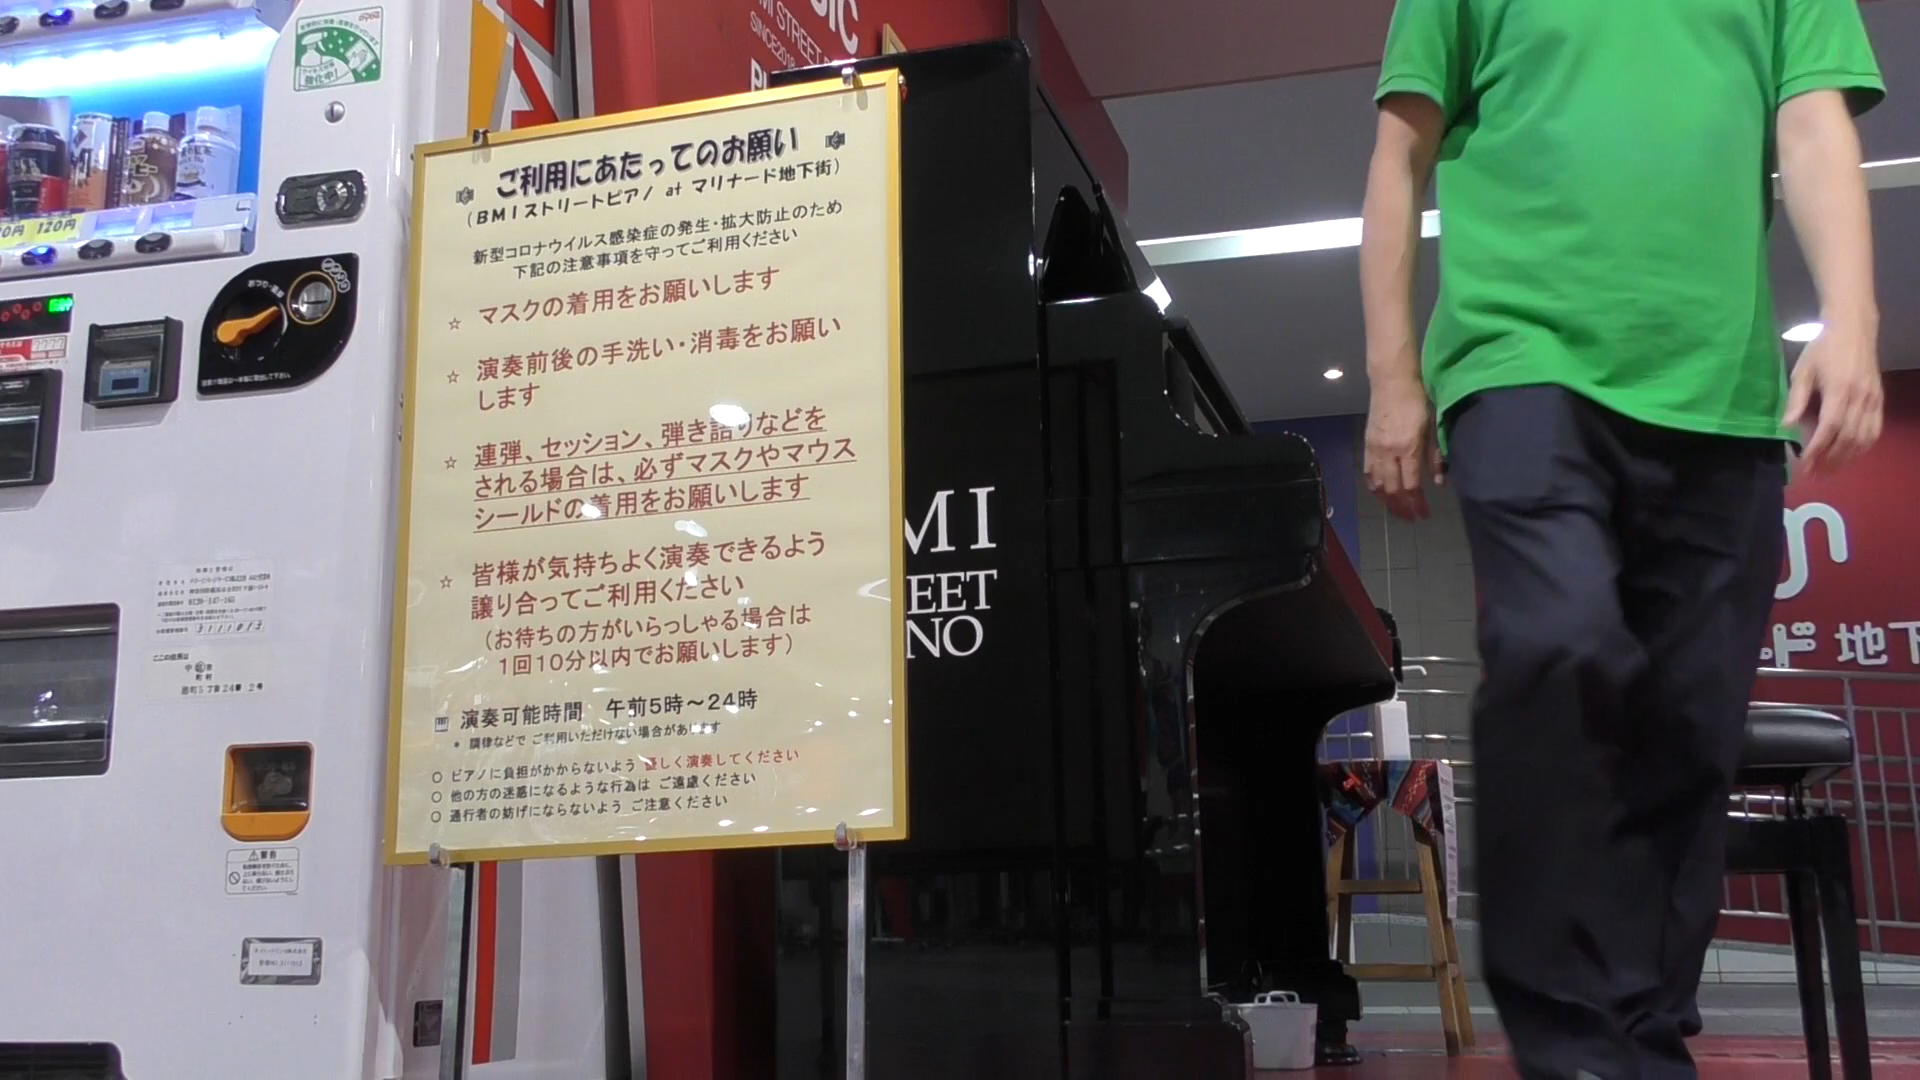 ご利用にあたってのお願い
(BMIストリートピアノ at マリナード地下街)
新型コロナウイルス感染症の発生・拡大防止のため
下記の注意事項を守ってご利用ください
☆ マスクの着用をお願いします
☆ 演奏前後の手洗い・消毒をお願い
します
☆ 連弾、セッション、弾き語りなどを
される場合は、必ずマスクやマウス
シールドの着用をお願いします
☆ 皆様が気持ちよく演奏できるよう
譲り合ってご利用ください
(お待ちの方がいらっしゃる場合は
1回10分以内でお願いします)
演奏可能時間 午前5時～24時
* 調律などで ご利用いただけない場合があります
○ ピアノに負担がかからないよう 優しく演奏してください
○ 他の方の迷惑になるような行為は ご遠慮ください
○ 通行者の妨げにならないよう ご注意ください
SIC
MI STREET
SINCE2018
MI
EET
NO
120円
ド 地下